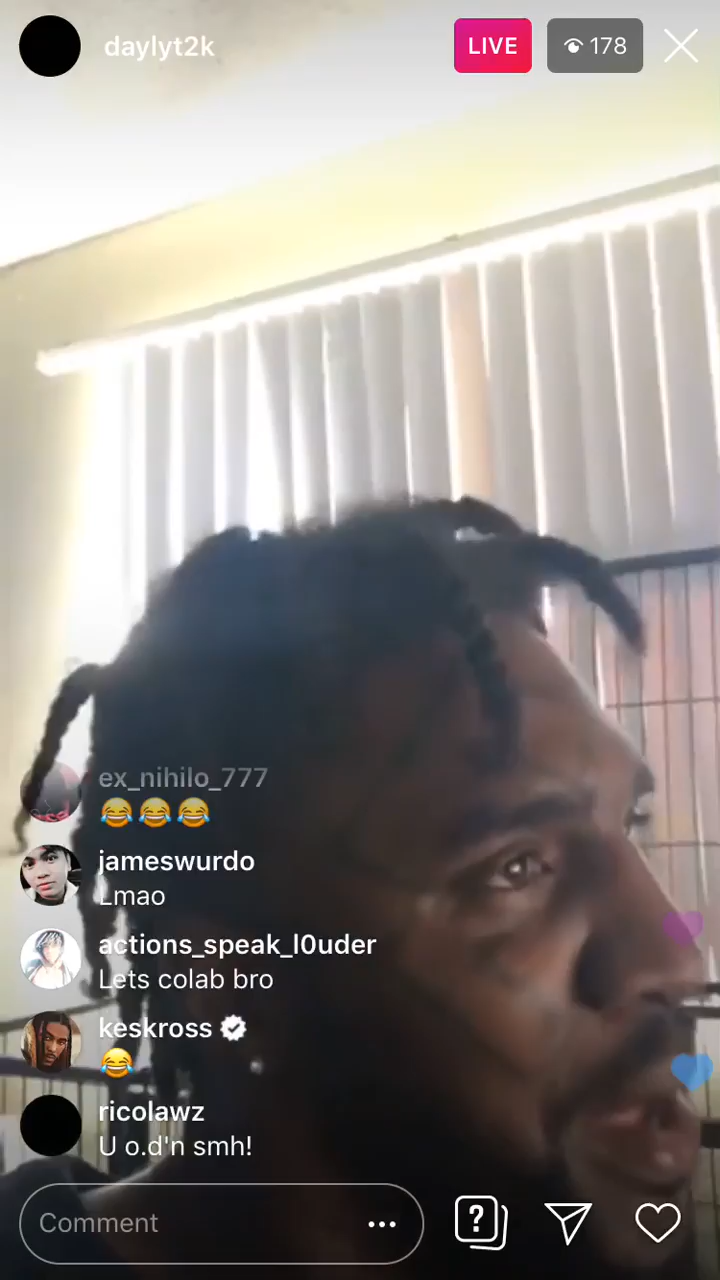 daylyt2k
LIVE
178
ex_nihilo_777
😂😂😂
jameswurdo
Lmao
actions_speak_l0uder
Lets colab bro
keskross
😂
ricolawz
U o.d'n smh!
Comment